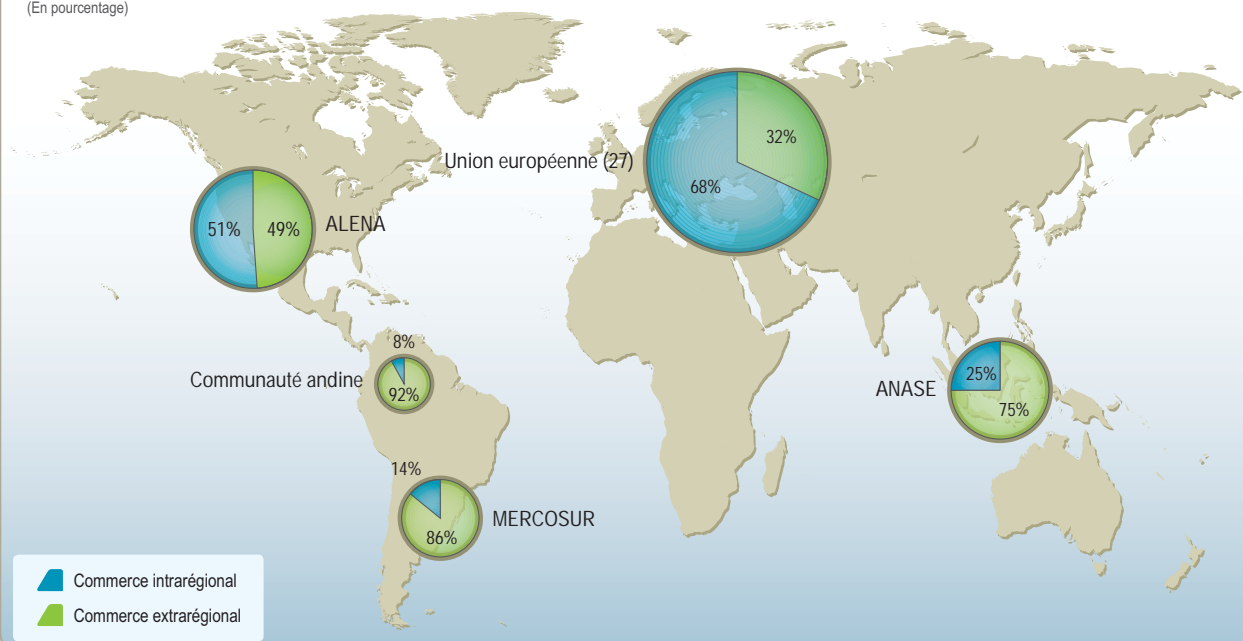 (En pourcentage)
32%
Union européenne (27)
68%
51%
49%
ALENA
8%
Communauté andine
92%
25%
ANASE
75%
14%
MERCOSUR
86%
Commerce intrarégional
Commerce extrarégional